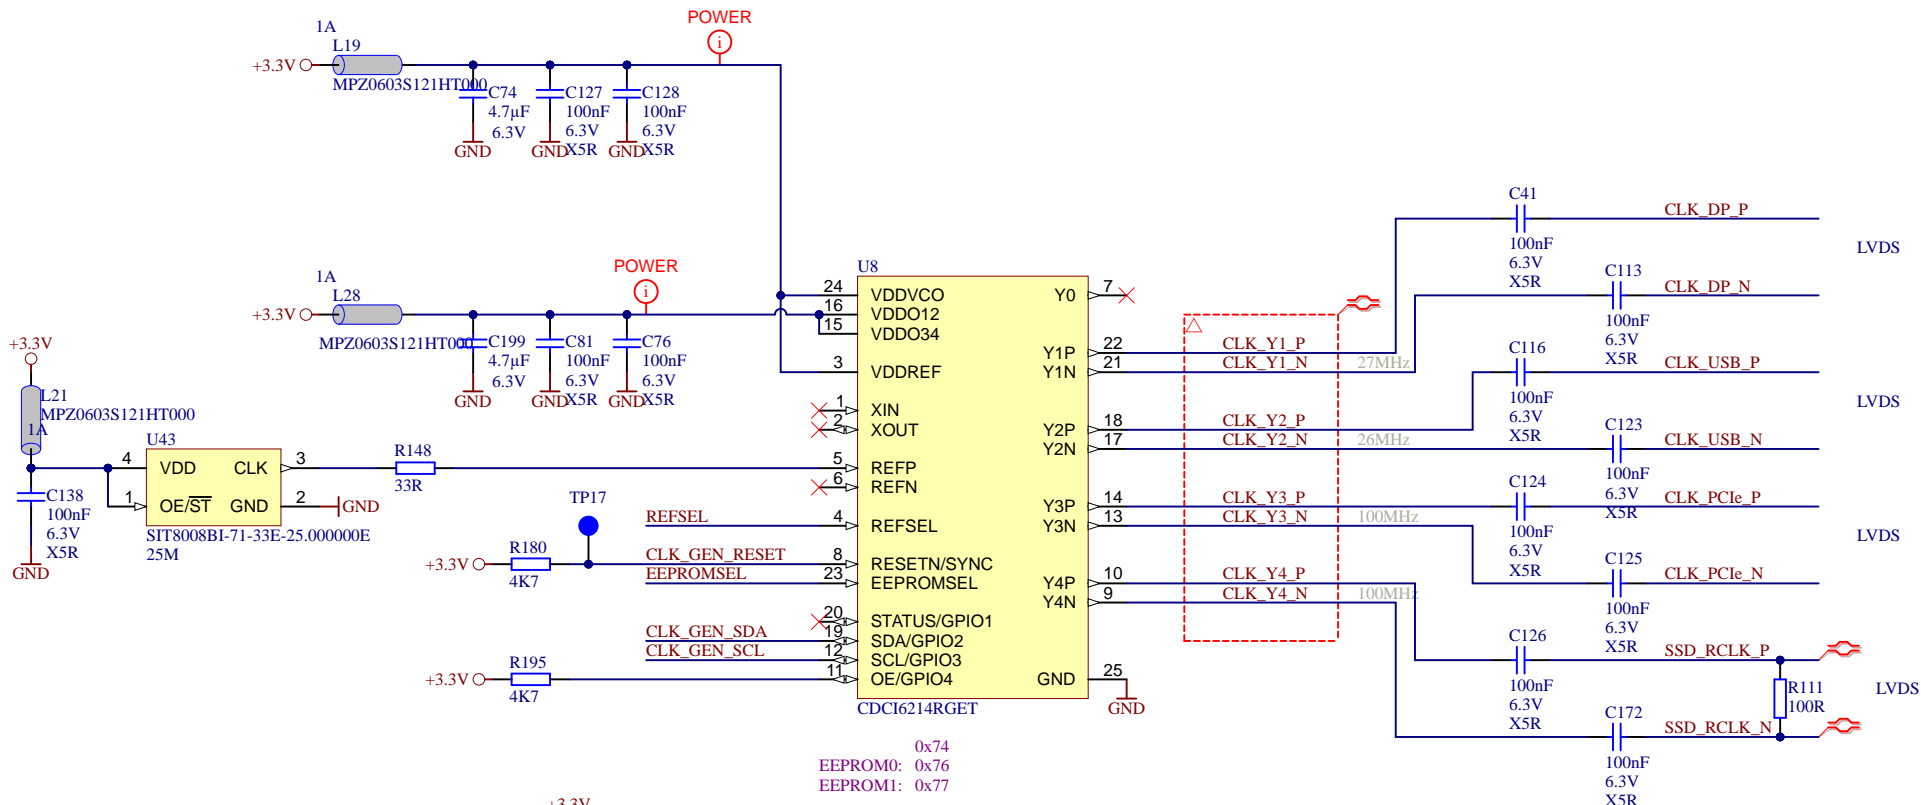 POWER
1A
L19
+3.3V
MPZ0603S121HT000
C74
4.7µF
6.3V
GND
C127
100nF
6.3V
X5R
GND
C128
100nF
6.3V
X5R
GND
POWER
1A
L28
+3.3V
MPZ0603S121HT000
C199
4.7µF
6.3V
GND
C81
100nF
6.3V
X5R
GND
C76
100nF
6.3V
X5R
GND
+3.3V
L21
MPZ0603S121HT000
1A
C138
100nF
6.3V
X5R
GND
U43
4 VDD CLK 3
1 OE/ST GND 2 GND
SIT8008BI-71-33E-25.000000E
25M
R148
33R
TP17
REFSEL
+3.3V
R180
4K7
CLK_GEN_RESET
EEPROMSEL
CLK_GEN_SDA
CLK_GEN_SCL
+3.3V
R195
4K7
U8
24 VDDVCO
16 VDDO12
15 VDDO34
3 VDDREF
1 XIN
2 XOUT
5 REFP
6 REFN
4 REFSEL
8 RESETN/SYNC
23 EEPROMSEL
20 STATUS/GPIO1
19 SDA/GPIO2
12 SCL/GPIO3
11 OE/GPIO4
Y0 7
Y1P 22
Y1N 21
Y2P 18
Y2N 17
Y3P 14
Y3N 13
Y4P 10
Y4N 9
GND 25
GND
CDCI6214RGET
0x74
EEPROM0: 0x76
EEPROM1: 0x77
+3.3V
CLK_Y1_P
CLK_Y1_N 27MHz
CLK_Y2_P
CLK_Y2_N 26MHz
CLK_Y3_P
CLK_Y3_N 100MHz
CLK_Y4_P
CLK_Y4_N 100MHz
C41
100nF
6.3V
X5R
CLK_DP_P
LVDS
C113
100nF
6.3V
X5R
CLK_DP_N
C116
100nF
6.3V
X5R
CLK_USB_P
LVDS
C123
100nF
6.3V
X5R
CLK_USB_N
C124
100nF
6.3V
X5R
CLK_PCIe_P
LVDS
C125
100nF
6.3V
X5R
CLK_PCIe_N
C126
100nF
6.3V
X5R
SSD_RCLK_P
R111
100R
LVDS
C172
100nF
6.3V
X5R
SSD_RCLK_N